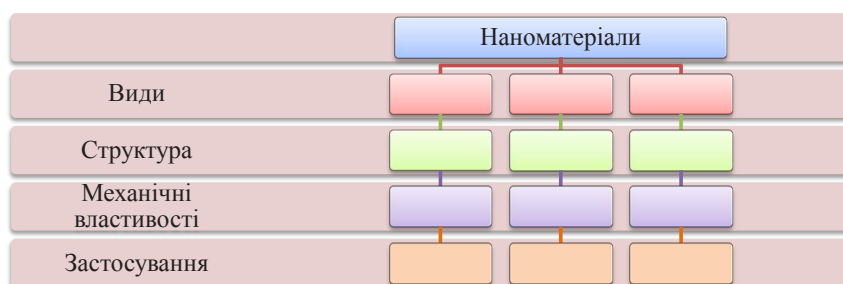 Наноматеріали
Види
Структура
Механічні
властивості
Застосування